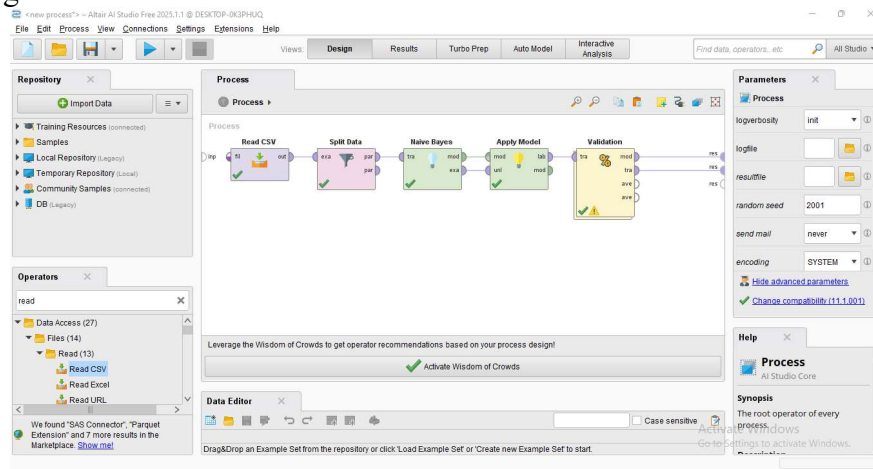 <new process*> – Altair AI Studio Free 2025.1.1 @ DESKTOP-0K3PHUQ
File Edit Process View Connections Settings Extensions Help
Views: Design Results Turbo Prep Auto Model Interactive Analysis
Find data, operators...etc
All Studio
Repository
Import Data
Training Resources (connected)
Samples
Local Repository (Legacy)
Temporary Repository (Local)
Community Samples (connected)
DB (Legacy)
Operators
read
Data Access (27)
Files (14)
Read (13)
Read CSV
Read Excel
Read URL
We found "SAS Connector", "Parquet
Extension" and 7 more results in the
Marketplace. Show me!
Process
Process
Process
Read CSV Split Data Naive Bayes Apply Model Validation
inp fil out exa par tra mod mod lab tra mod res
par exa unl mod tra res
ave res
ave
Leverage the Wisdom of Crowds to get operator recommendations based on your process design!
Activate Wisdom of Crowds
Data Editor
Case sensitive
Drag&Drop an Example Set from the repository or click 'Load Example Set' or 'Create new Example Set' to start.
Parameters
Process
logverbosity init
logfile
resultfile
random seed 2001
send mail never
encoding SYSTEM
Hide advanced parameters
Change compatibility (11.1.001)
Help
Process
AI Studio Core
Synopsis
The root operator of every
process.
Activate Windows
Go to Settings to activate Windows.
Description